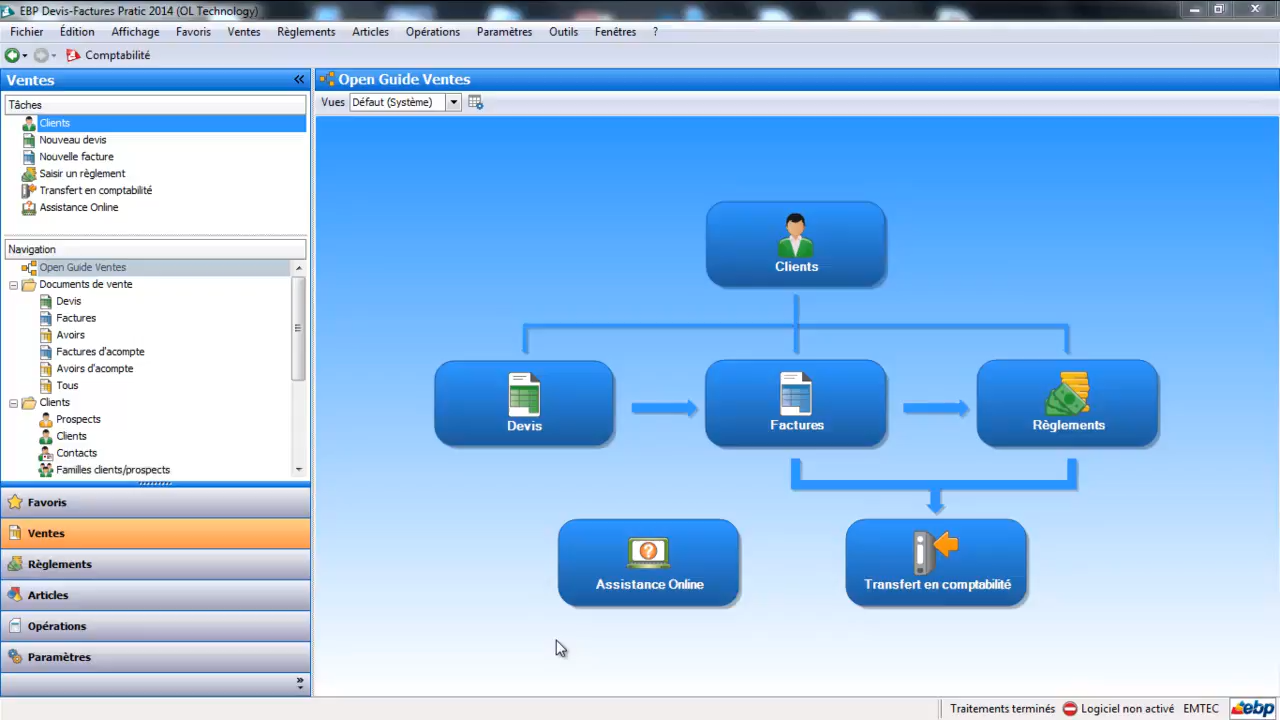 EBP Devis-Factures Pratic 2014 (OL Technology)
Fichier Édition Affichage Favoris Ventes Règlements Articles Opérations Paramètres Outils Fenêtres ?
Comptabilité
Ventes «
Tâches
Clients
Nouveau devis
Nouvelle facture
Saisir un règlement
Transfert en comptabilité
Assistance Online
Navigation
Open Guide Ventes
Documents de vente
Devis
Factures
Avoirs
Factures d'acompte
Avoirs d'acompte
Tous
Clients
Prospects
Clients
Contacts
Familles clients/prospects
Favoris
Ventes
Règlements
Articles
Opérations
Paramètres
»
Open Guide Ventes
Vues Défaut (Système)
Clients
Devis
Factures
Règlements
Assistance Online
Transfert en comptabilité
Traitements terminés Logiciel non activé EMTEC ebp